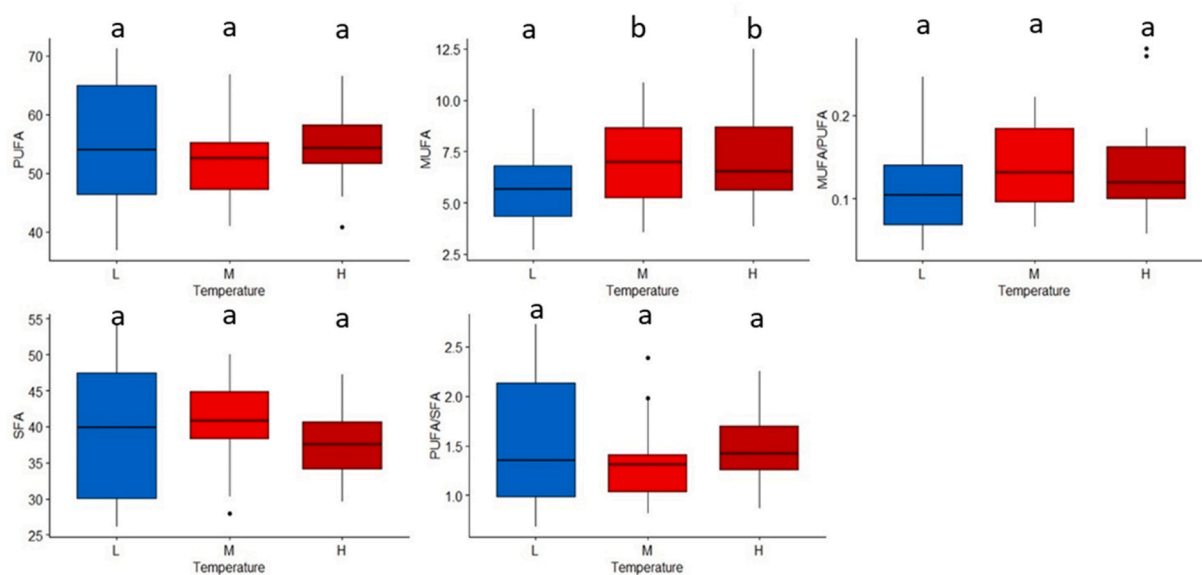 a a a
PUFA
70
60
50
40
L M H
Temperature
a b b
MUFA
12.5
10.0
7.5
5.0
2.5
L M H
Temperature
a a a
MUFA/PUFA
0.2
0.1
L M H
Temperature
a a a
SFA
55
50
45
40
35
30
25
L M H
Temperature
a a a
PUFA/SFA
2.5
2.0
1.5
1.0
L M H
Temperature